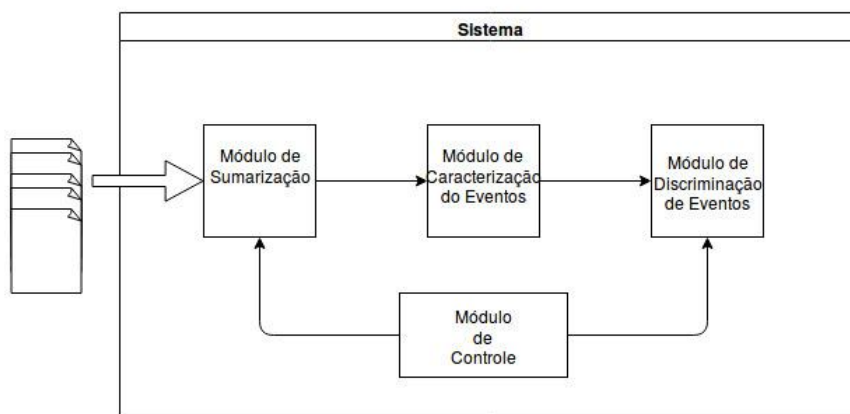 Sistema
Módulo de
Sumarização
Módulo de
Caracterização
do Eventos
Módulo de
Discriminação
de Eventos
Módulo
de
Controle